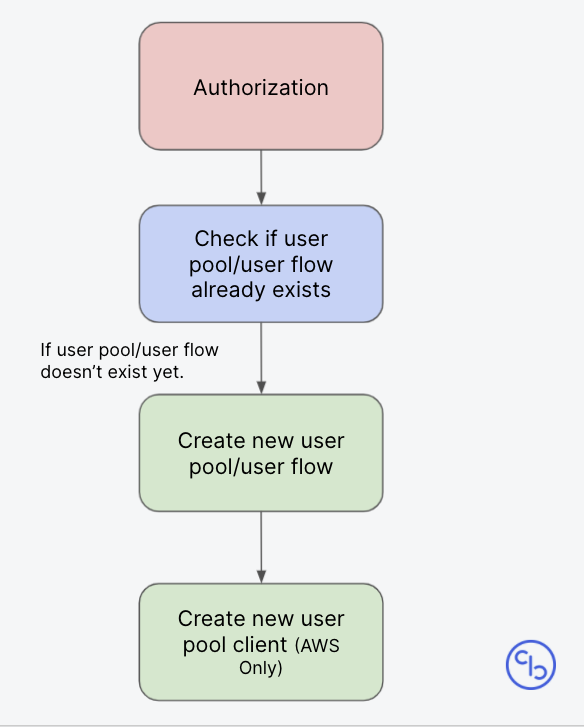 Authorization
Check if user
pool/user flow
already exists
If user pool/user flow
doesn’t exist yet.
Create new user
pool/user flow
Create new user
pool client (AWS
Only)